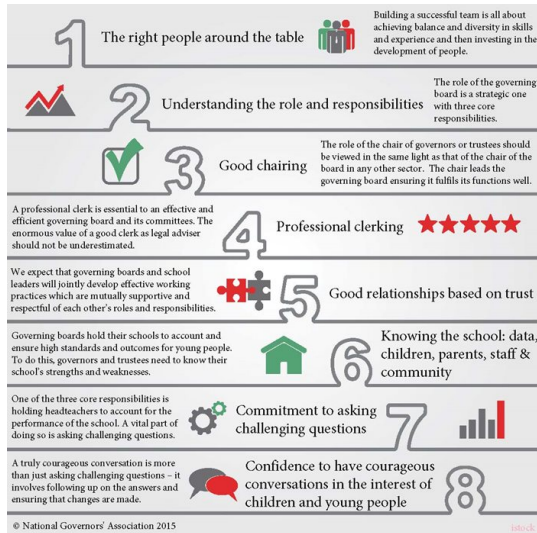 1
The right people around the table
Building a successful team is all about
achieving balance and diversity in skills
and experience and then investing in the
development of people.
2
Understanding the role and responsibilities
The role of the governing
board is a strategic one
with three core
responsibilities.
3
Good chairing
The role of the chair of governors or trustees should
be viewed in the same light as that of the chair of the
board in any other sector. The chair leads the
governing board ensuring it fulfils its functions well.
A professional clerk is essential to an effective and
efficient governing board and its committees. The
enormous value of a good clerk as legal adviser
should not be underestimated.
4
Professional clerking
We expect that governing boards and school
leaders will jointly develop effective working
practices which are mutually supportive and
respectful of each other's roles and responsibilities.
5
Good relationships based on trust
Governing boards hold their schools to account and
ensure high standards and outcomes for young people.
To do this, governors and trustees need to know their
school's strengths and weaknesses.
6
Knowing the school: data,
children, parents, staff &
community
One of the three core responsibilities is
holding headteachers to account for the
performance of the school. A vital part of
doing so is asking challenging questions.
Commitment to asking
challenging questions
7
A truly courageous conversation is more
than just asking challenging questions – it
involves following up on the answers and
ensuring that changes are made.
Confidence to have courageous
conversations in the interest of
children and young people
8
© National Governors' Association 2015
istock